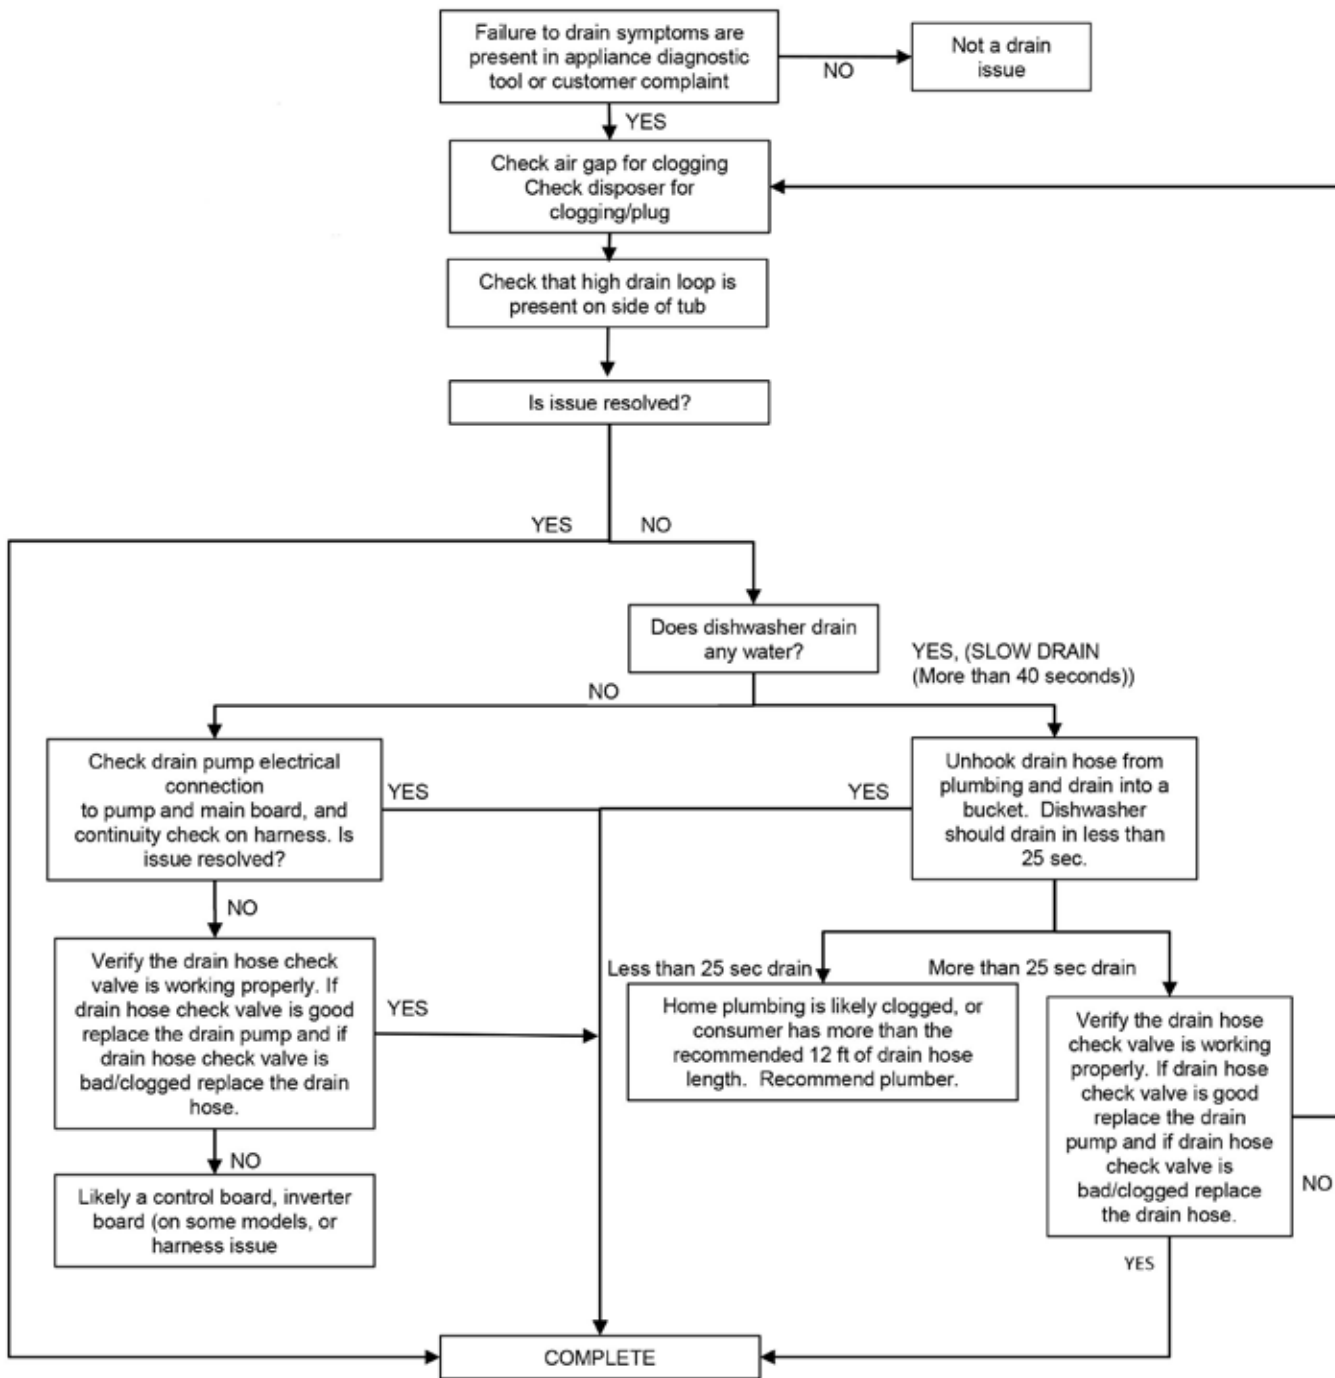 Failure to drain symptoms are
present in appliance diagnostic
tool or customer complaint
NO
Not a drain
issue
YES
Check air gap for clogging
Check disposer for
clogging/plug
Check that high drain loop is
present on side of tub
Is issue resolved?
YES
NO
Does dishwasher drain
any water?
YES, (SLOW DRAIN
(More than 40 seconds))
NO
Check drain pump electrical
connection
to pump and main board, and
continuity check on harness. Is
issue resolved?
YES
YES
Unhook drain hose from
plumbing and drain into a
bucket. Dishwasher
should drain in less than
25 sec.
NO
Verify the drain hose check
valve is working properly. If
drain hose check valve is good
replace the drain pump and if
drain hose check valve is
bad/clogged replace the drain
hose.
YES
Less than 25 sec drain
More than 25 sec drain
Home plumbing is likely clogged, or
consumer has more than the
recommended 12 ft of drain hose
length. Recommend plumber.
Verify the drain hose
check valve is working
properly. If drain hose
check valve is good
replace the drain
pump and if drain hose
check valve is
bad/clogged replace
the drain hose.
NO
NO
Likely a control board, inverter
board (on some models, or
harness issue
YES
COMPLETE